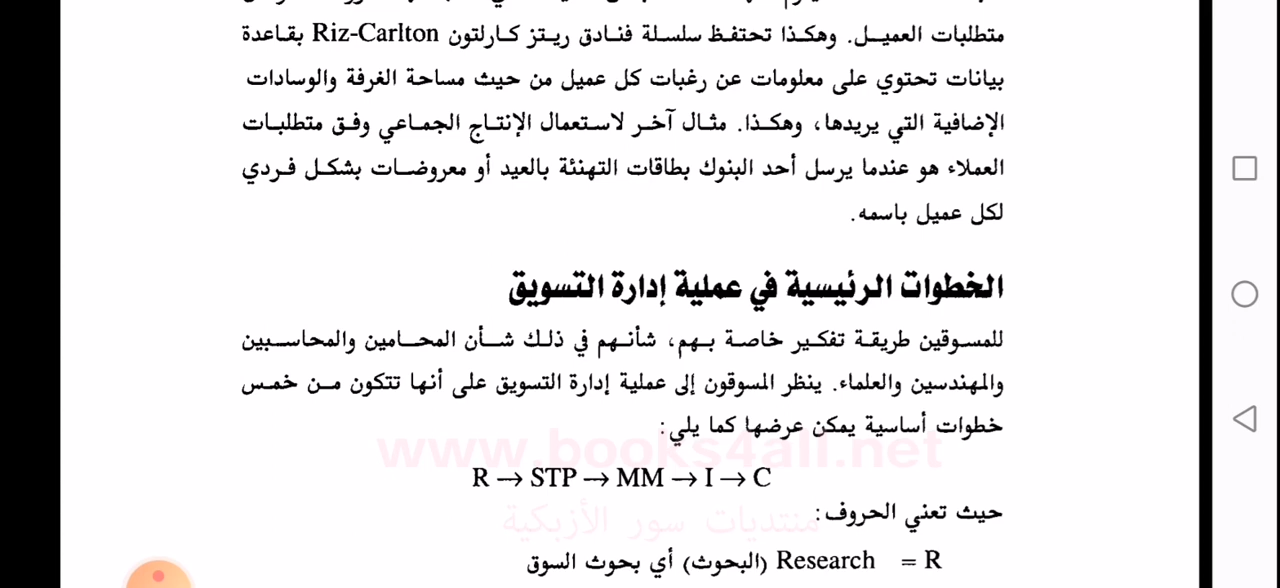 متطلبات العميل. وهكذا تحتفظ سلسلة فنادق ريتز كارلتون Riz-Carlton بقاعدة
بيانات تحتوي على معلومات عن رغبات كل عميل من حيث مساحة الغرفة والوسادات
الإضافية التي يريدها، وهكذا. مثال آخر لاستعمال الإنتاج الجماعي وفق متطلبات
العملاء هو عندما يرسل أحد البنوك بطاقات التهنئة بالعيد أو معروضات بشكل فردي
لكل عميل باسمه.
الخطوات الرئيسية في عملية إدارة التسويق
للمسوقين طريقة تفكير خاصة بهم، شأنهم في ذلك شأن المحامين والمحاسبين
والمهندسين والعلماء. ينظر المسوقون إلى عملية إدارة التسويق على أنها تتكون من خمس
خطوات أساسية يمكن عرضها كما يلي:
www.books4all.net
R → STP → MM → I → C
حيث تعني الحروف:
منتديات سور الأزبكية
R = Research (البحوث) أي بحوث السوق